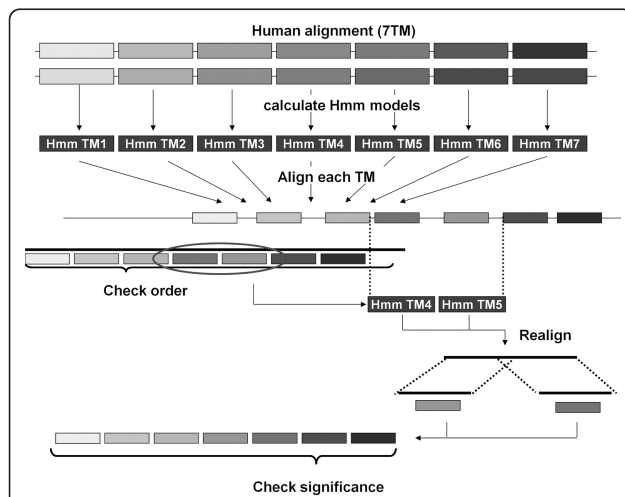 Human alignment (7TM)
calculate Hmm models
Hmm TM1 Hmm TM2 Hmm TM3 Hmm TM4 Hmm TM5 Hmm TM6 Hmm TM7
Align each TM
Check order
Hmm TM4 Hmm TM5
Realign
Check significance